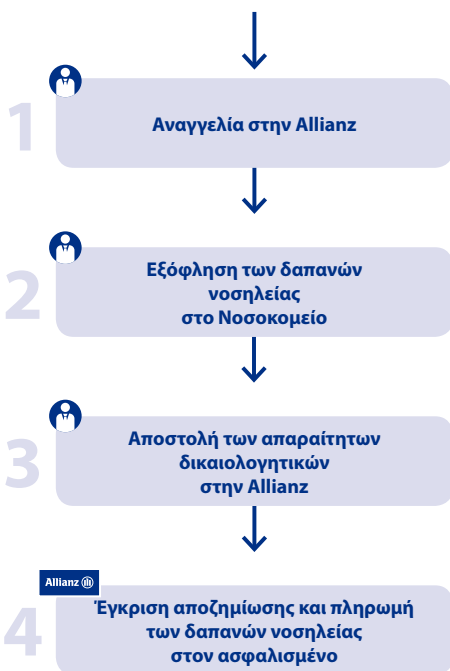 1
Αναγγελία στην Allianz
2
Εξόφληση των δαπανών
νοσηλείας
στο Νοσοκομείο
3
Αποστολή των απαραίτητων
δικαιολογητικών
στην Allianz
Allianz
4
Έγκριση αποζημίωσης και πληρωμή
των δαπανών νοσηλείας
στον ασφαλισμένο